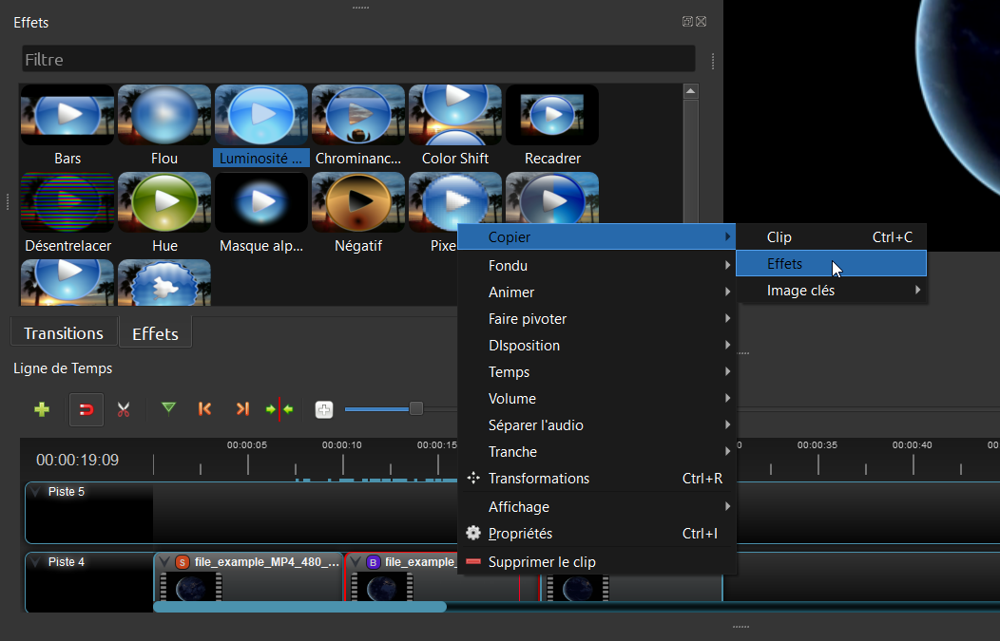 Effets
Filtre
Bars
Flou
Luminosité ...
Chrominanc...
Color Shift
Recadrer
Désentrelacer
Hue
Masque alp...
Négatif
Pixe
Copier
Fondu
Animer
Faire pivoter
DIsposition
Temps
Volume
Séparer l'audio
Tranche
Transformations Ctrl+R
Affichage
Propriétés Ctrl+I
Supprimer le clip
Clip Ctrl+C
Effets
Image clés
Transitions
Effets
Ligne de Temps
00:00:19:09
00:00:05
00:00:10
00:00:15
0
00:00:35
00:00:40
00
Piste 5
Piste 4
S file_example_MP4_480_...
B file_example_